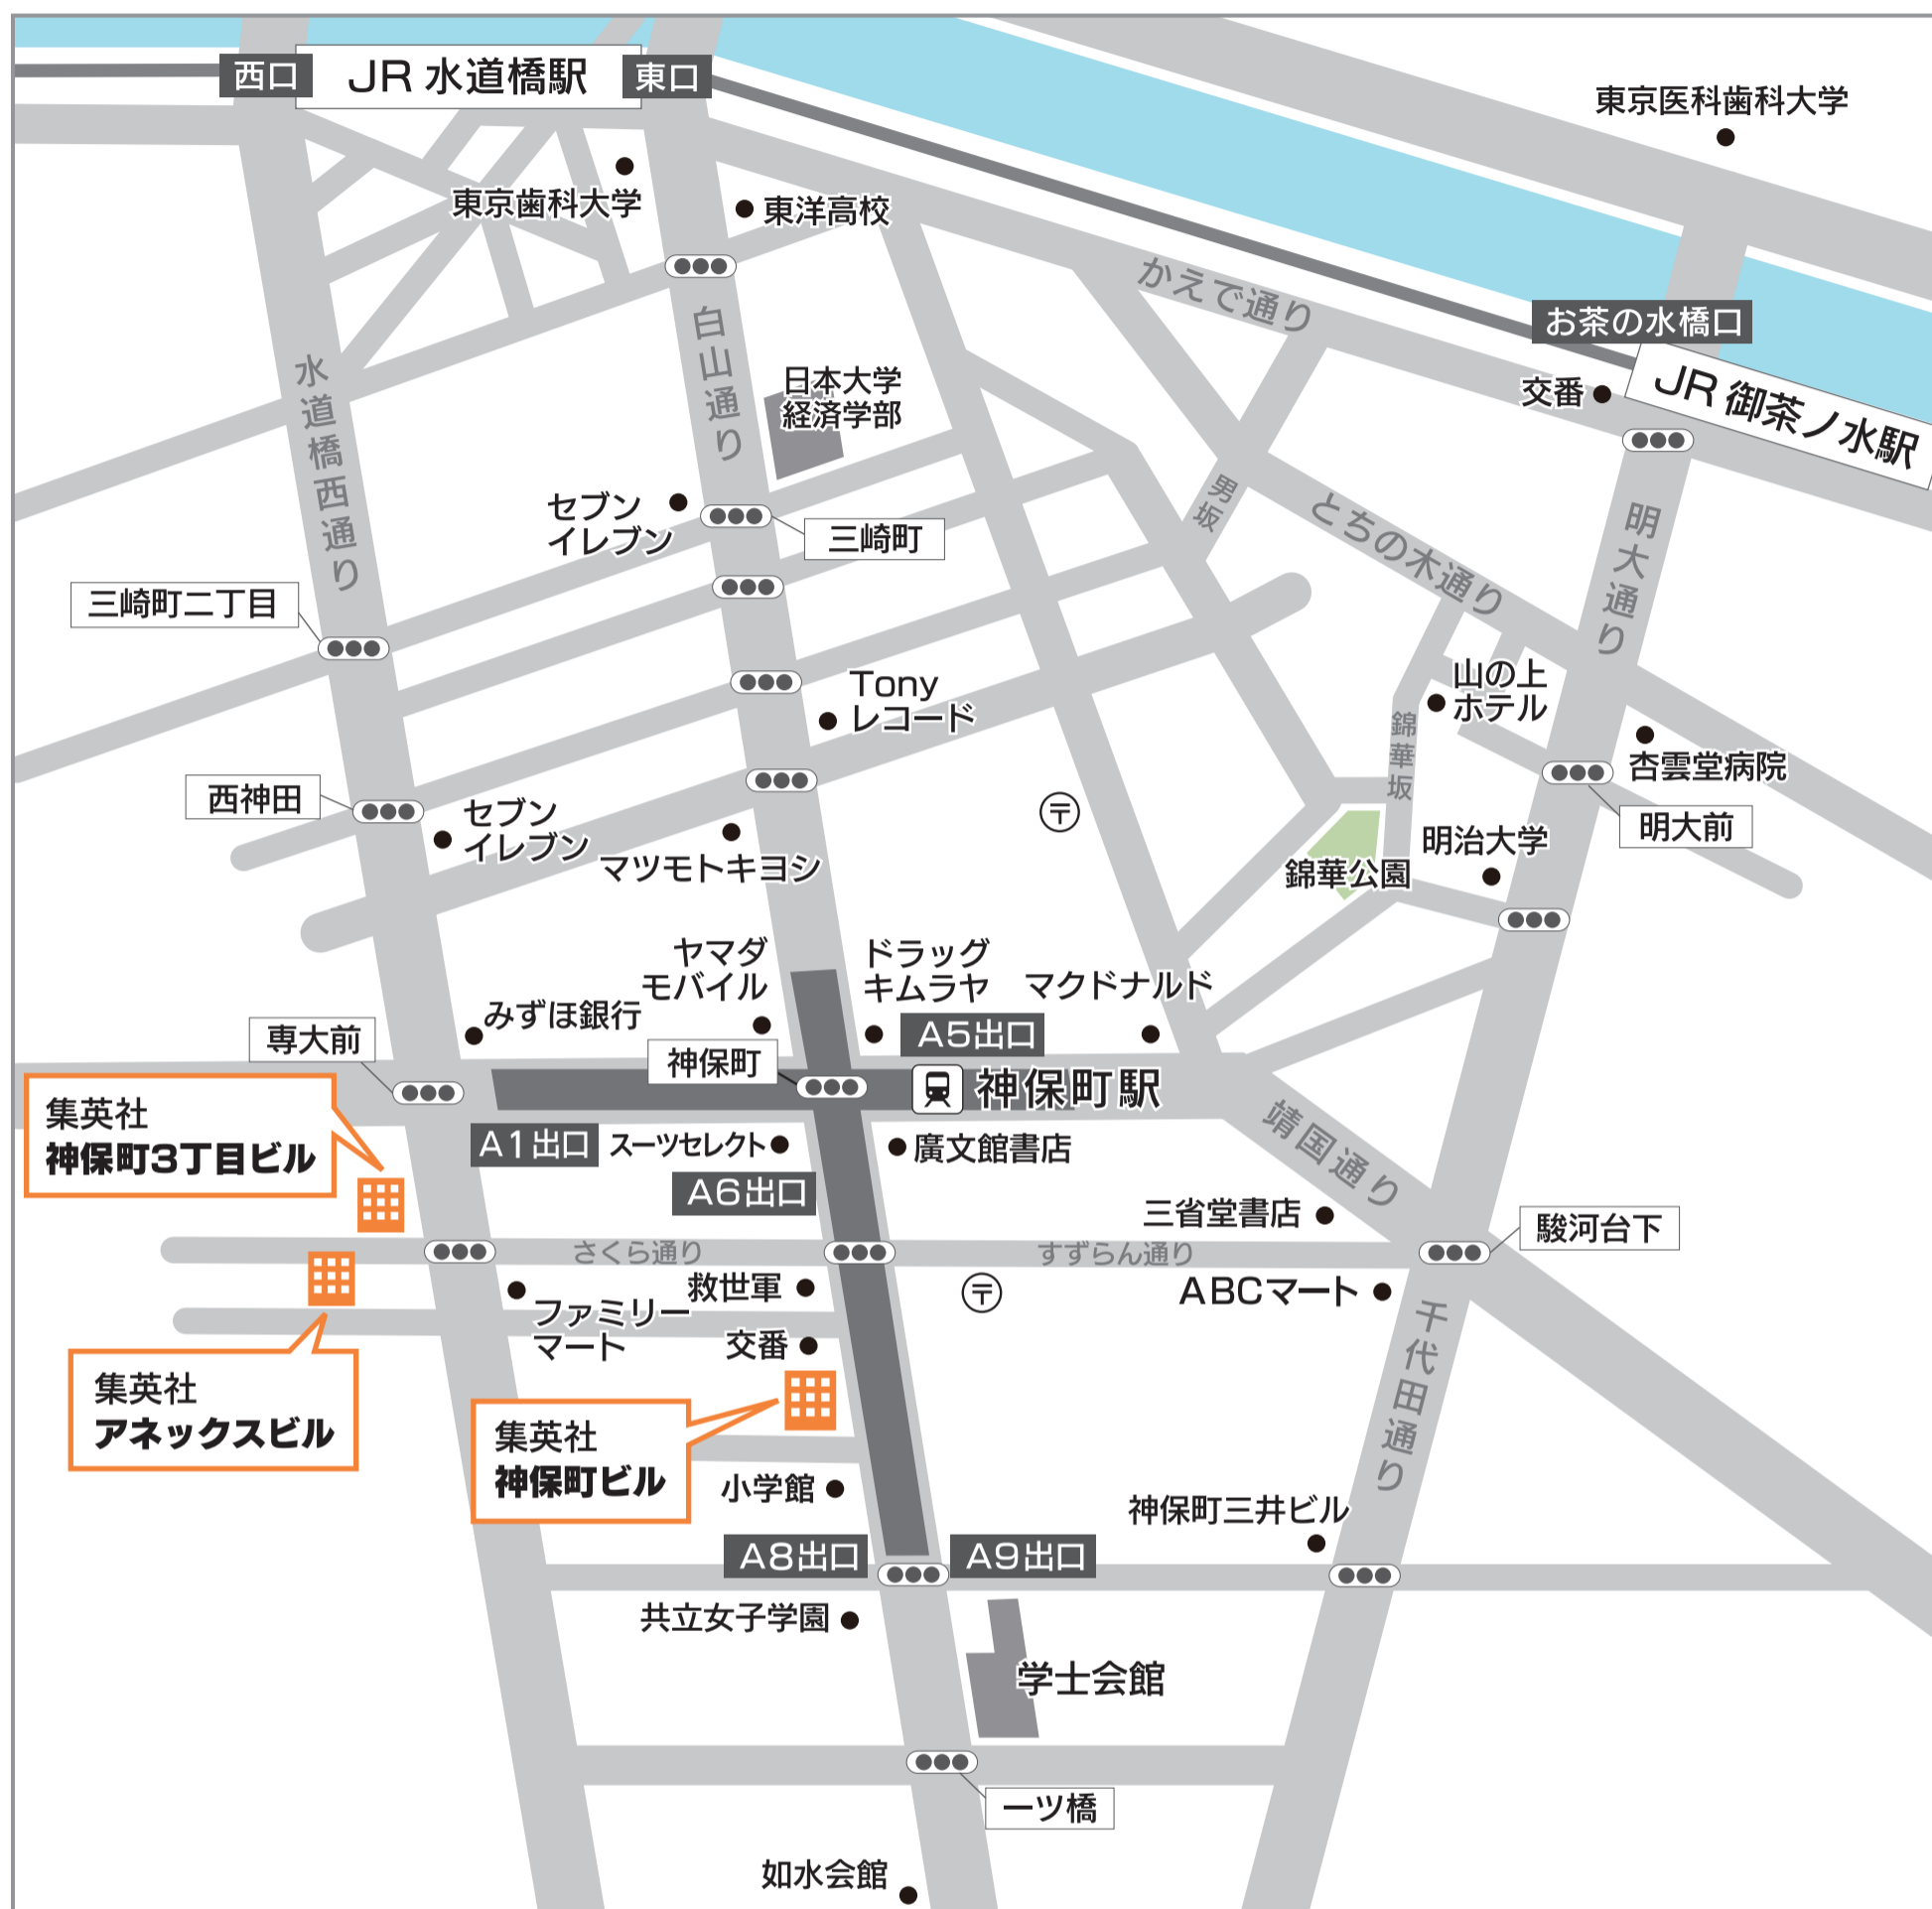 西口
JR 水道橋駅
東口
東京医科歯科大学
東京歯科大学
東洋高校
かえで通り
お茶の水橋口
JR 御茶ノ水駅
交番
白山通り
水道橋西通り
日本大学
経済学部
男坂
とちの木通り
明大通り
セブン
イレブン
三崎町
三崎町二丁目
Tony
レコード
山の上
ホテル
錦華坂
杏雲堂病院
西神田
セブン
イレブン
マツモトキヨシ
〒
明大前
明治大学
錦華公園
ヤマダ
モバイル
ドラッグ
キムラヤ
マクドナルド
みずほ銀行
専大前
A5出口
神保町
神保町駅
集英社
神保町3丁目ビル
A1出口
スーツセレクト
廣文館書店
靖国通り
A6出口
三省堂書店
駿河台下
さくら通り
すずらん通り
救世軍
〒
ABCマート
ファミリー
マート
交番
千代田通り
集英社
アネックスビル
集英社
神保町ビル
小学館
神保町三井ビル
A8出口
A9出口
共立女子学園
学士会館
一ツ橋
如水会館